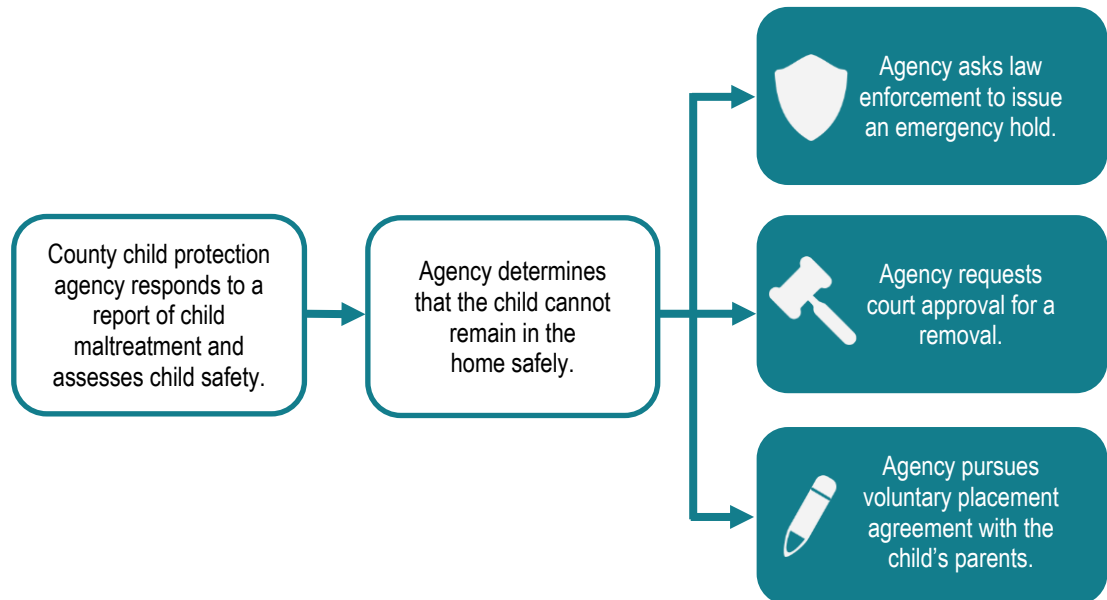 County child protection
agency responds to a
report of child
maltreatment and
assesses child safety.
Agency determines
that the child cannot
remain in the
home safely.
Agency asks law
enforcement to issue
an emergency hold.
Agency requests
court approval for a
removal.
Agency pursues
voluntary placement
agreement with the
child’s parents.